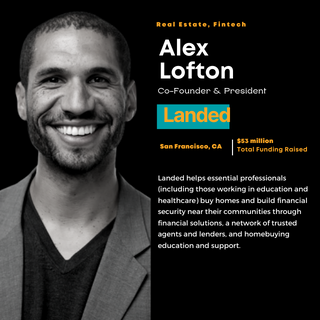 Real Estate, Fintech
Alex
Lofton
Co-Founder & President
Landed
San Francisco, CA
$53 million
Total Funding Raised
Landed helps essential professionals
(including those working in education and
healthcare) buy homes and build financial
security near their communities through
financial solutions, a network of trusted
agents and lenders, and homebuying
education and support.